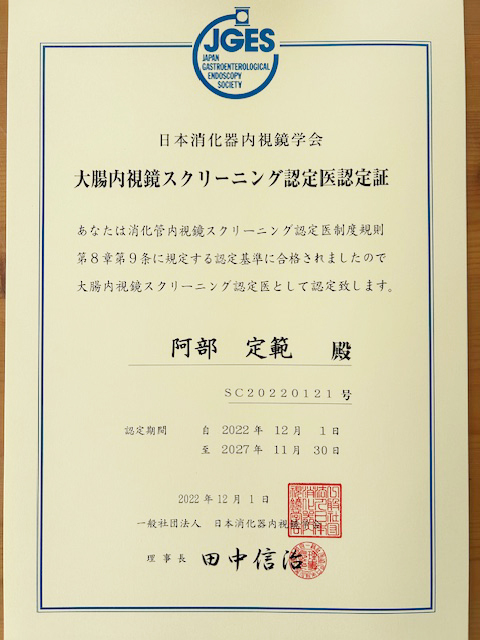 JGES
JAPAN
GASTROENTEROLOGICAL
ENDOSCOPY
SOCIETY
日本消化器内視鏡学会
大腸内視鏡スクリーニング認定医認定証
あなたは消化管内視鏡スクリーニング認定医制度規則
第8章第9条に規定する認定基準に合格されましたので
大腸内視鏡スクリーニング認定医として認定致します。
阿部 定範 殿
SC20220121号
認定期間 自 2022年 12月 1日
至 2027年 11月 30日
2022年12月1日
一般社団法人 日本消化器内視鏡学会
理事長 田中信治